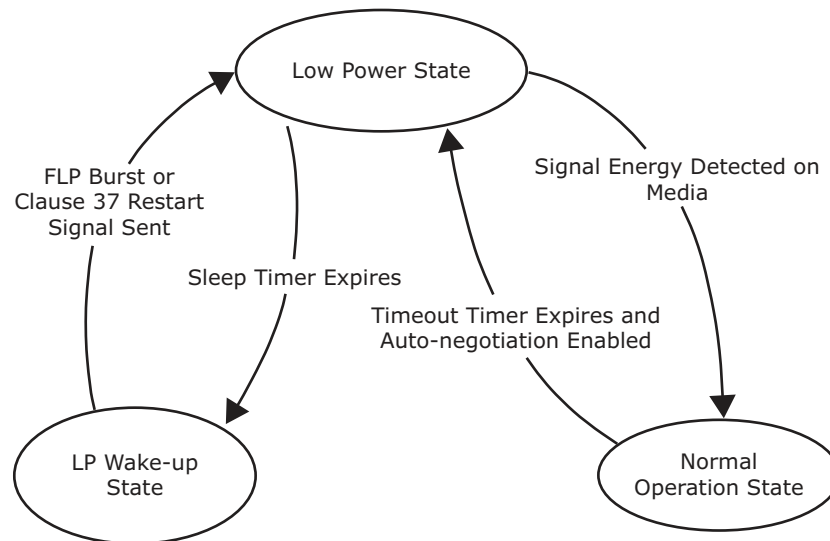 Low Power State
FLP Burst or
Clause 37 Restart
Signal Sent
Signal Energy Detected on
Media
Sleep Timer Expires
Timeout Timer Expires and
Auto-negotiation Enabled
LP Wake-up
State
Normal
Operation State